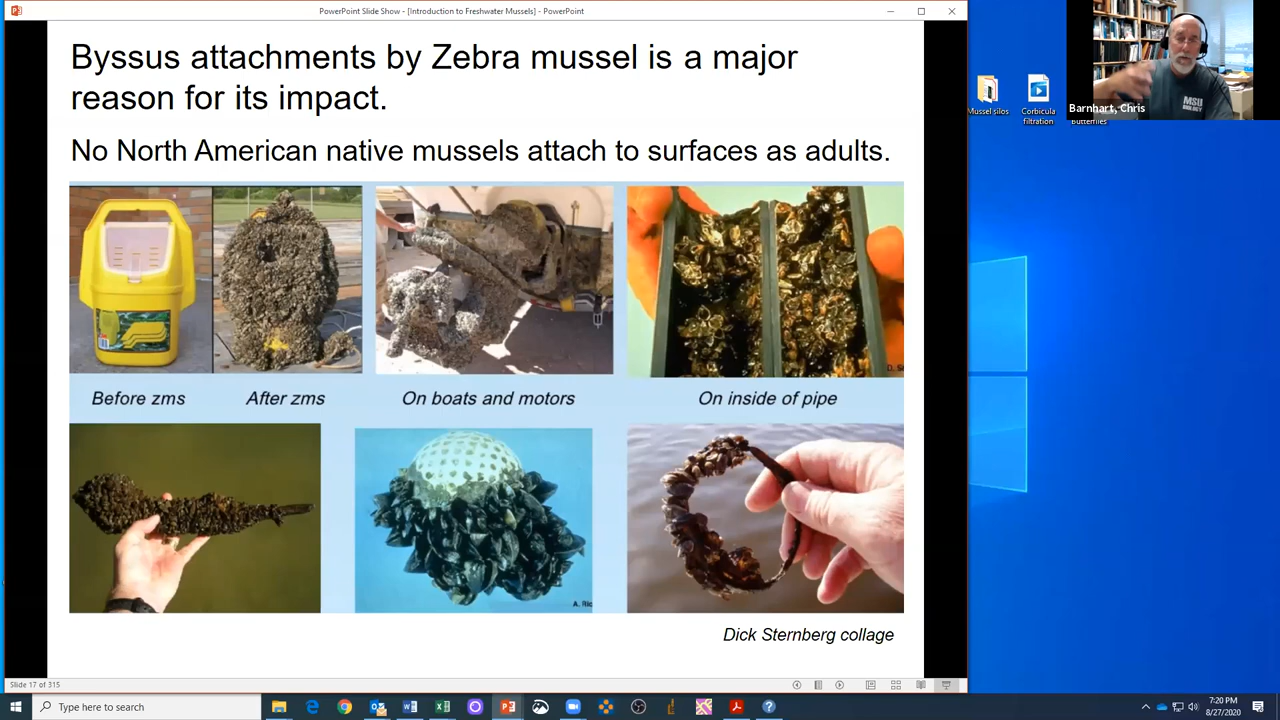 PowerPoint Slide Show - [Introduction to Freshwater Mussels] - PowerPoint
Byssus attachments by Zebra mussel is a major
reason for its impact.
No North American native mussels attach to surfaces as adults.
Before zms
After zms
On boats and motors
On inside of pipe
A. Ric
Dick Sternberg collage
Slide 17 of 315
Mussel silos
Corbicula
filtration
Butterflies
Barnhart, Chris
MSU
BIOLOGY
Type here to search
7:20 PM
8/27/2020